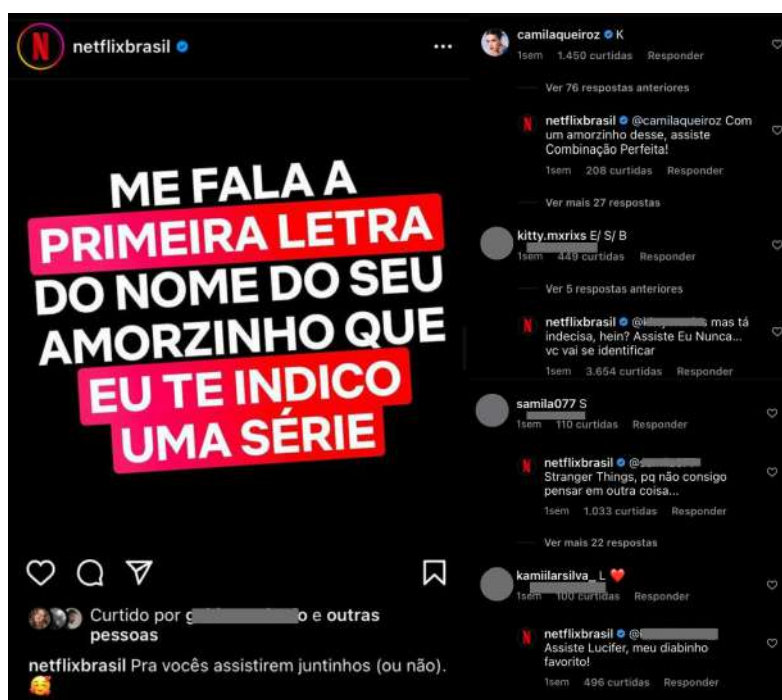 netflixbrasil
ME FALA A
PRIMEIRA LETRA
DO NOME DO SEU
AMORZINHO QUE
EU TE INDICO
UMA SÉRIE
Curtido por g o e outras
pessoas
netflixbrasil Pra vocês assistirem juntinhos (ou não).
camilaqueiroz K
1sem 1.450 curtidas Responder
Ver 76 respostas anteriores
netflixbrasil @camilaqueiroz Com
um amorzinho desse, assiste
Combinação Perfeita!
1sem 208 curtidas Responder
Ver mais 27 respostas
kitty.mxrixs E/ S/ B
1sem 449 curtidas Responder
Ver 5 respostas anteriores
netflixbrasil @ mas tá
indecisa, hein? Assiste Eu Nunca...
vc vai se identificar
1sem 3.654 curtidas Responder
samila077 S
1sem 110 curtidas Responder
netflixbrasil @
Stranger Things, pq não consigo
pensar em outra coisa...
1sem 1.033 curtidas Responder
Ver mais 22 respostas
kamiilarsilva_ L ❤️
1sem 100 curtidas Responder
netflixbrasil @
Assiste Lucifer, meu diabinho
favorito!
1sem 496 curtidas Responder